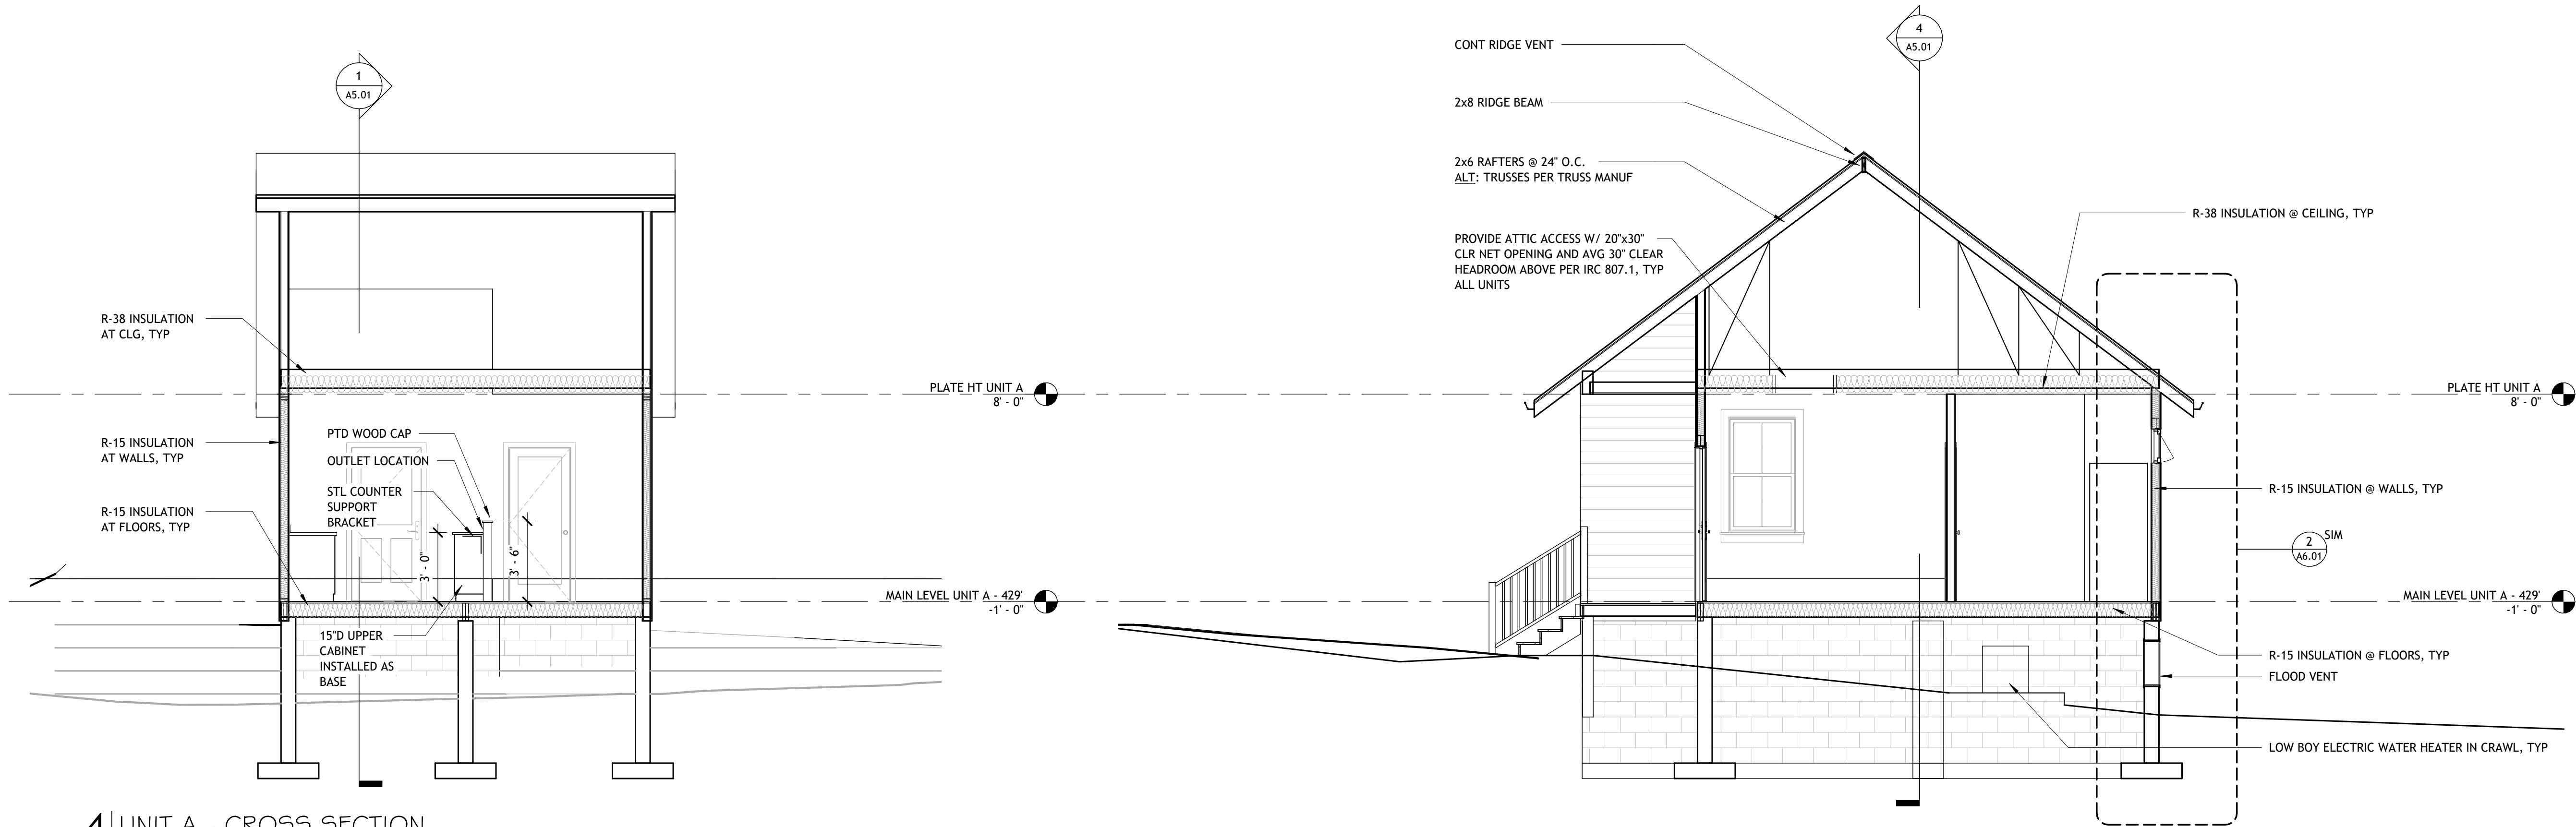 1
A5.01
R-38 INSULATION
AT CLG, TYP
R-15 INSULATION
AT WALLS, TYP
R-15 INSULATION
AT FLOORS, TYP
PTD WOOD CAP
OUTLET LOCATION
STL COUNTER
SUPPORT
BRACKET
3' - 0"
3' - 6"
15"D UPPER
CABINET
INSTALLED AS
BASE
PLATE HT UNIT A
8' - 0"
MAIN LEVEL UNIT A - 429'
-1' - 0"
4 UNIT A CROSS SECTION
4
A5.01
CONT RIDGE VENT
2x8 RIDGE BEAM
2x6 RAFTERS @ 24" O.C.
ALT: TRUSSES PER TRUSS MANUF
PROVIDE ATTIC ACCESS W/ 20"x30"
CLR NET OPENING AND AVG 30" CLEAR
HEADROOM ABOVE PER IRC 807.1, TYP
ALL UNITS
R-38 INSULATION @ CEILING, TYP
PLATE HT UNIT A
8' - 0"
R-15 INSULATION @ WALLS, TYP
2
A6.01
SIM
MAIN LEVEL UNIT A - 429'
-1' - 0"
R-15 INSULATION @ FLOORS, TYP
FLOOD VENT
LOW BOY ELECTRIC WATER HEATER IN CRAWL, TYP